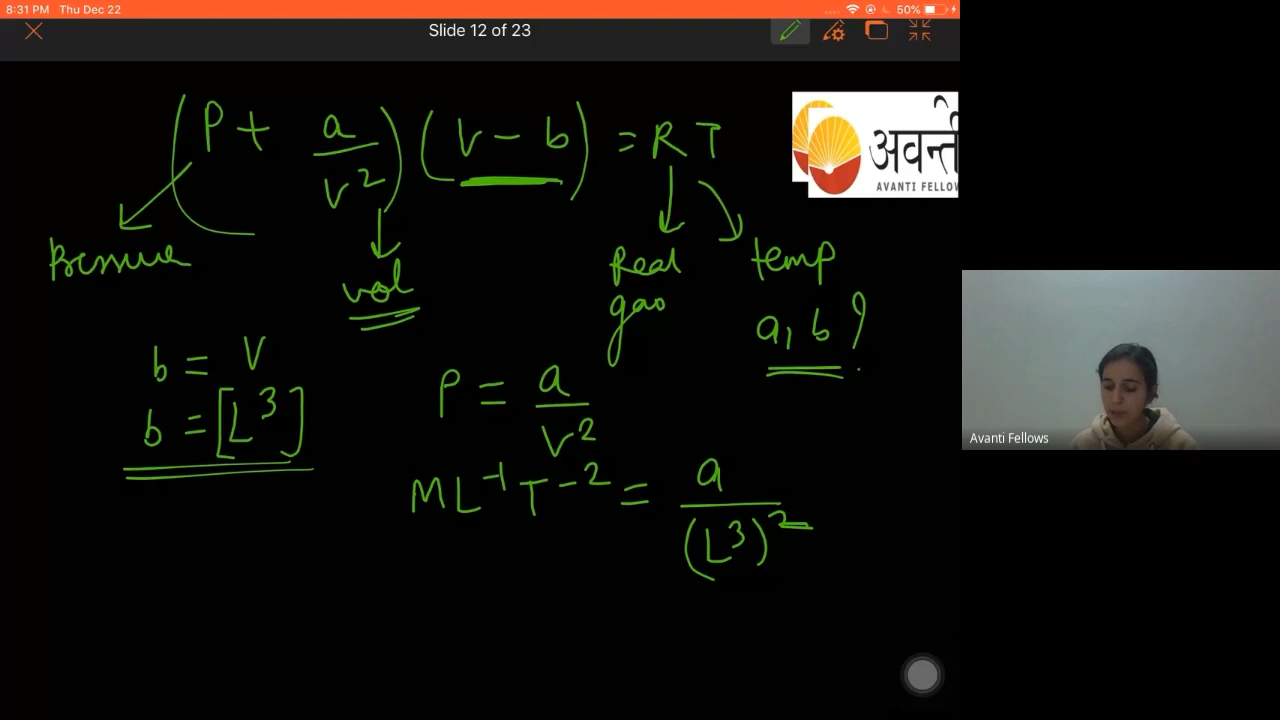 8:31 PM Thu Dec 22
50%
Slide 12 of 23
(P + a/v²) (v - b) = R T
अवन्ती
AVANTI FELLOW
Pressure
vol
Real
gas
temp
a, b ?
b = V
b = [L³]
P = a/V²
ML⁻¹T⁻² = a/(L³)²
Avanti Fellows